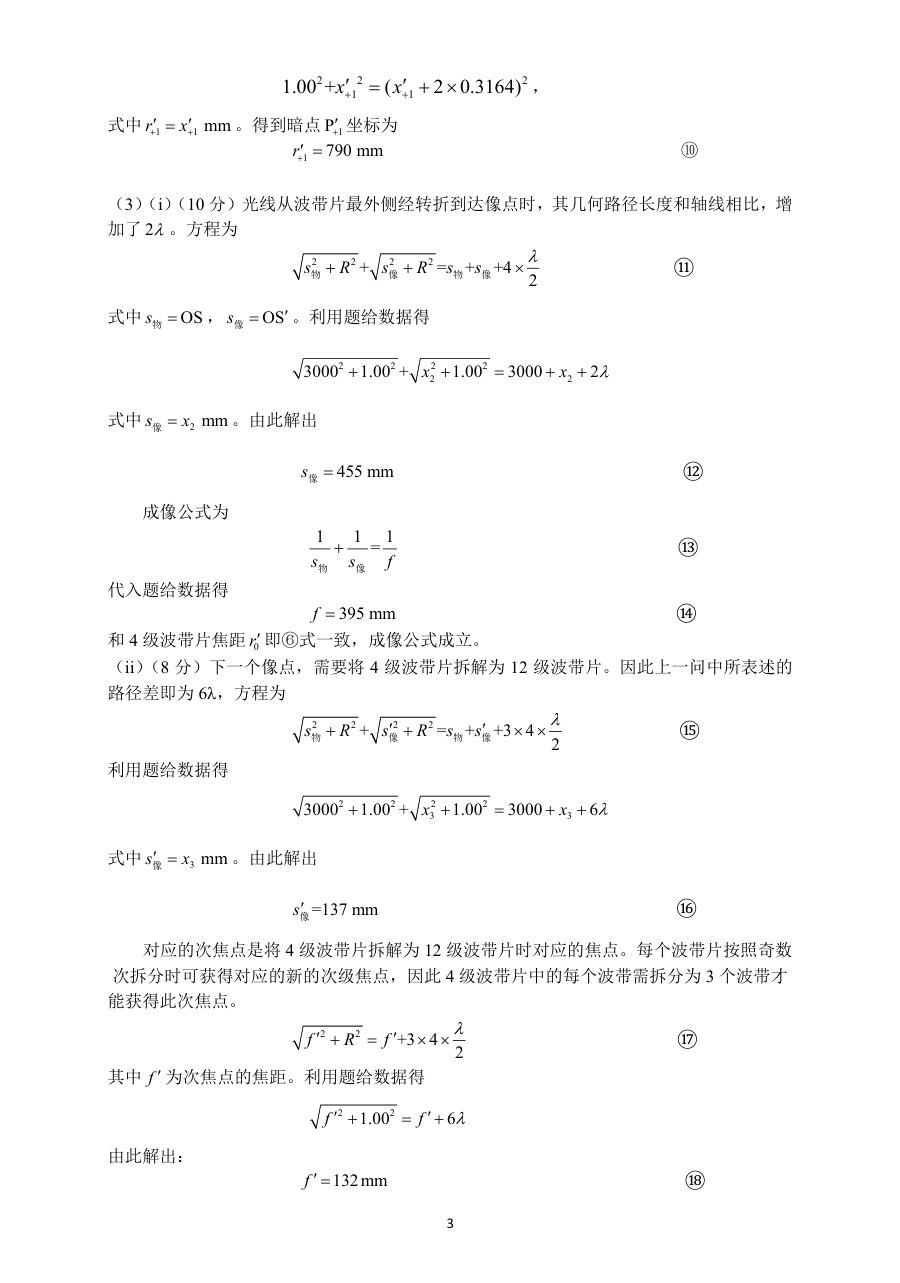 1.00²+x′₊₁² = (x′₊₁ + 2 × 0.3164)²，
式中 r′₊₁ = x′₊₁ mm 。得到暗点 P′₊₁ 坐标为
r′₊₁ = 790 mm ⑩
（3）（i）（10 分）光线从波带片最外侧经转折到达像点时，其几何路径长度和轴线相比，增
加了 2λ 。方程为
√(s物² + R²) + √(s像² + R²) =s物 +s像 +4 × λ/2 ⑪
式中 s物 = OS ， s像 = OS′ 。利用题给数据得
√(3000² + 1.00²) + √(x₂² + 1.00²) = 3000 + x₂ + 2λ
式中 s像 = x₂ mm 。由此解出
s像 = 455 mm ⑫
成像公式为
1/s物 + 1/s像 = 1/f ⑬
代入题给数据得
f = 395 mm ⑭
和 4 级波带片焦距 r′₀ 即⑥式一致，成像公式成立。
（ii）（8 分）下一个像点，需要将 4 级波带片拆解为 12 级波带片。因此上一问中所表述的
路径差即为 6λ，方程为
√(s物² + R²) + √(s′像² + R²) =s物 +s′像 +3 × 4 × λ/2 ⑮
利用题给数据得
√(3000² + 1.00²) + √(x₃² + 1.00²) = 3000 + x₃ + 6λ
式中 s′像 = x₃ mm 。由此解出
s′像 =137 mm ⑯
对应的次焦点是将 4 级波带片拆解为 12 级波带片时对应的焦点。每个波带片按照奇数
次拆分时可获得对应的新的次级焦点，因此 4 级波带片中的每个波带需拆分为 3 个波带才
能获得此次焦点。
√(f′² + R²) = f′+3 × 4 × λ/2 ⑰
其中 f′ 为次焦点的焦距。利用题给数据得
√(f′² + 1.00²) = f′ + 6λ
由此解出：
f′ = 132 mm ⑱
3